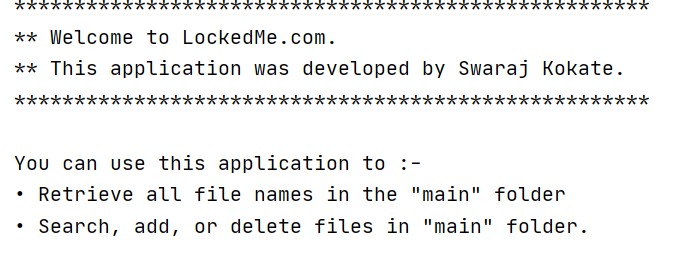 *****************************************************
** Welcome to LockedMe.com.
** This application was developed by Swaraj Kokate.
*****************************************************
You can use this application to :-
• Retrieve all file names in the "main" folder
• Search, add, or delete files in "main" folder.